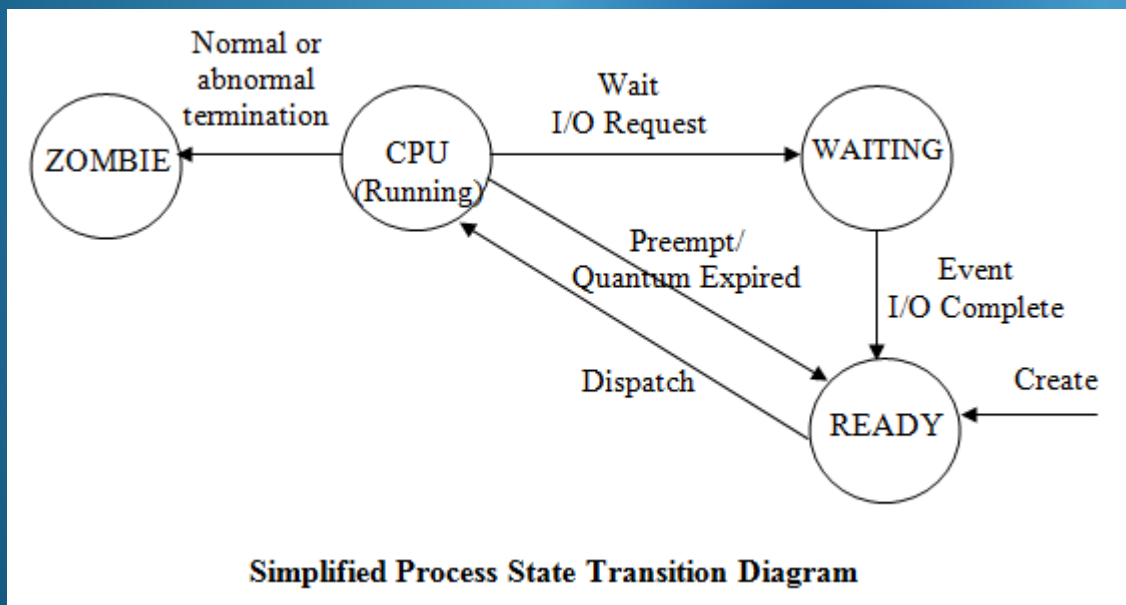 Normal or
abnormal
termination
Wait
I/O Request
ZOMBIE
CPU
(Running)
WAITING
Preempt/
Quantum Expired
Event
I/O Complete
Dispatch
Create
READY
Simplified Process State Transition Diagram